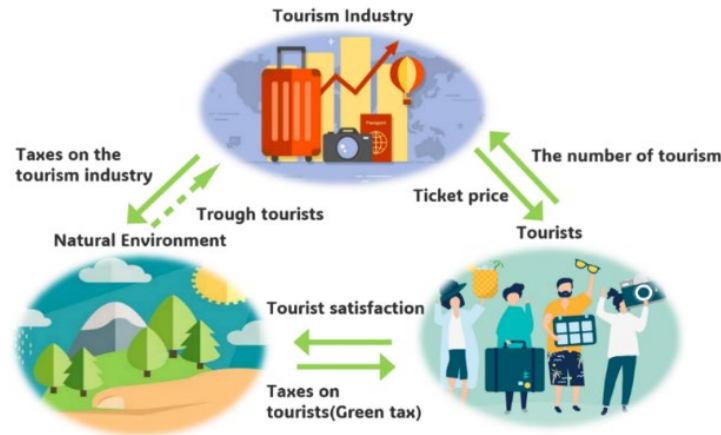 Tourism Industry
Passport
Taxes on the
tourism industry
Trough tourists
Natural Environment
The number of tourism
Ticket price
Tourists
Tourist satisfaction
Taxes on
tourists(Green tax)